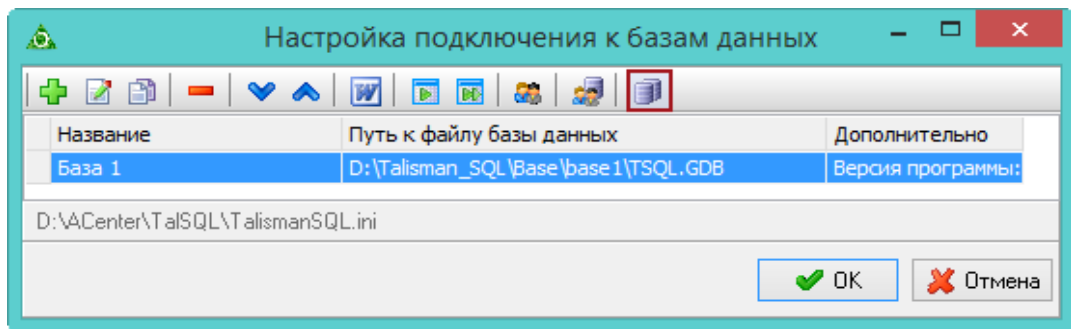 Настройка подключения к базам данных
Название Путь к файлу базы данных Дополнительно
База 1 D:\Talisman_SQL\Base\base1\TSQL.GDB Версия программы:
D:\ACenter\TalSQL\TalismanSQL.ini
OK Отмена